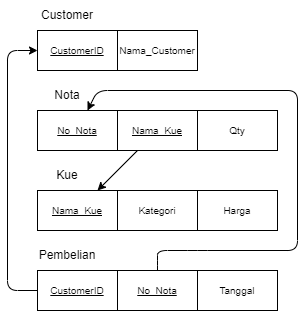 Customer
CustomerID Nama_Customer
Nota
No_Nota Nama_Kue Qty
Kue
Nama_Kue Kategori Harga
Pembelian
CustomerID No_Nota Tanggal